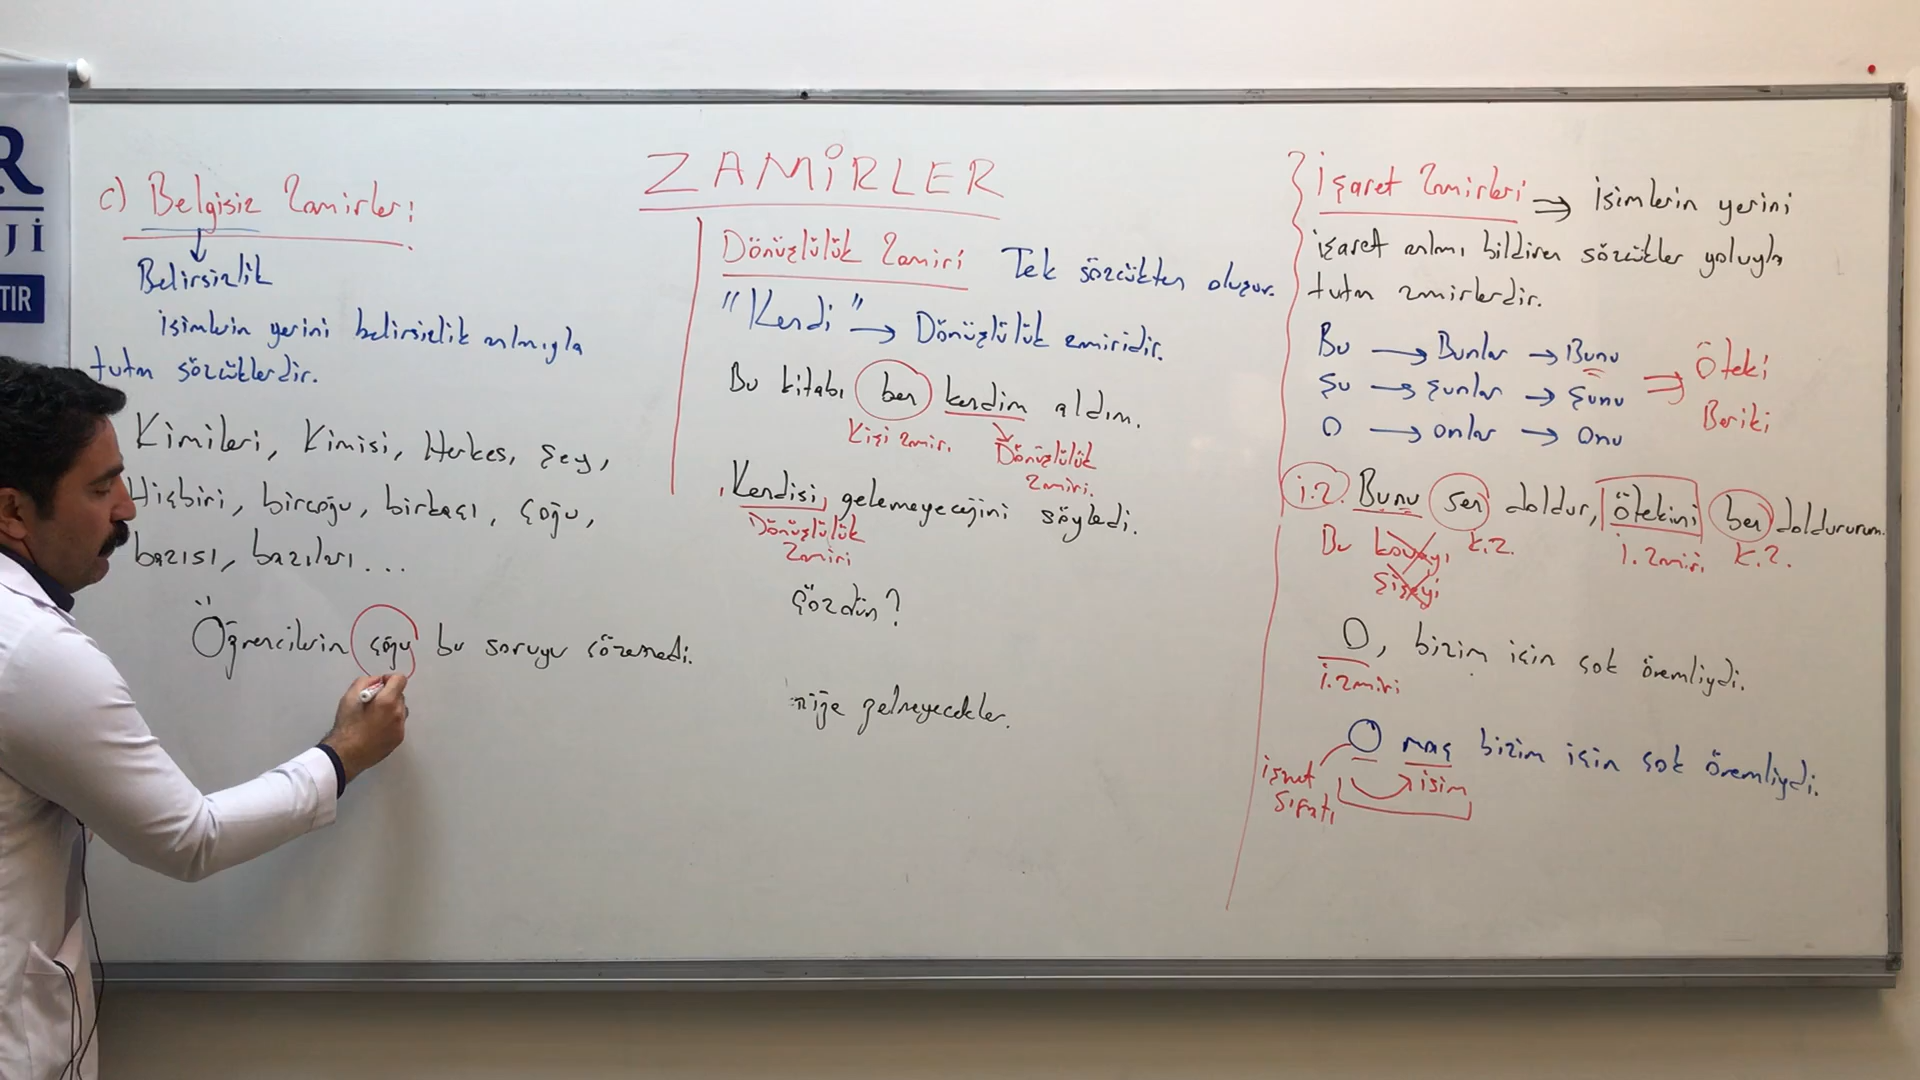 R
Jİ
TIR
ZAMİRLER
c) Belgisiz Zamirler:
Belirsizlik
isimlerin yerini belirsizlik anlamıyla
tutan sözcüklerdir.
Kimileri, Kimisi, Herkes, Şey,
Hiçbiri, birçoğu, birkaçı, çoğu,
bazısı, bazıları...
Öğrencilerin çoğu bu soruyu çözemedi.
Dönüşlülük Zamiri Tek sözcükten oluşur.
"Kendi" → Dönüşlülük zamiridir.
Bu kitabı ben kendim aldım.
Kişi zamiri. Dönüşlülük
Zamiri.
Kendisi, gelemeyeceğini söyledi.
Dönüşlülük
Zamiri
çözdün?
gelmeyecekler.
İşaret Zamirleri ⇒ isimlerin yerini
işaret anlamı bildiren sözcükler yoluyla
tutan zamirlerdir.
Bu → Bunlar → Bunu
Şu → Şunlar → Şunu
O → Onlar → Onu
⇒ Öteki
Beriki
i.z. Bunu sen doldur, ötekini ben doldururum.
Bu kovayı K.Z. i.zamiri K.Z.
şişeyi
O, bizim için çok önemliydi.
i.zamiri
O maç bizim için çok önemliydi.
işaret isim
sıfatı